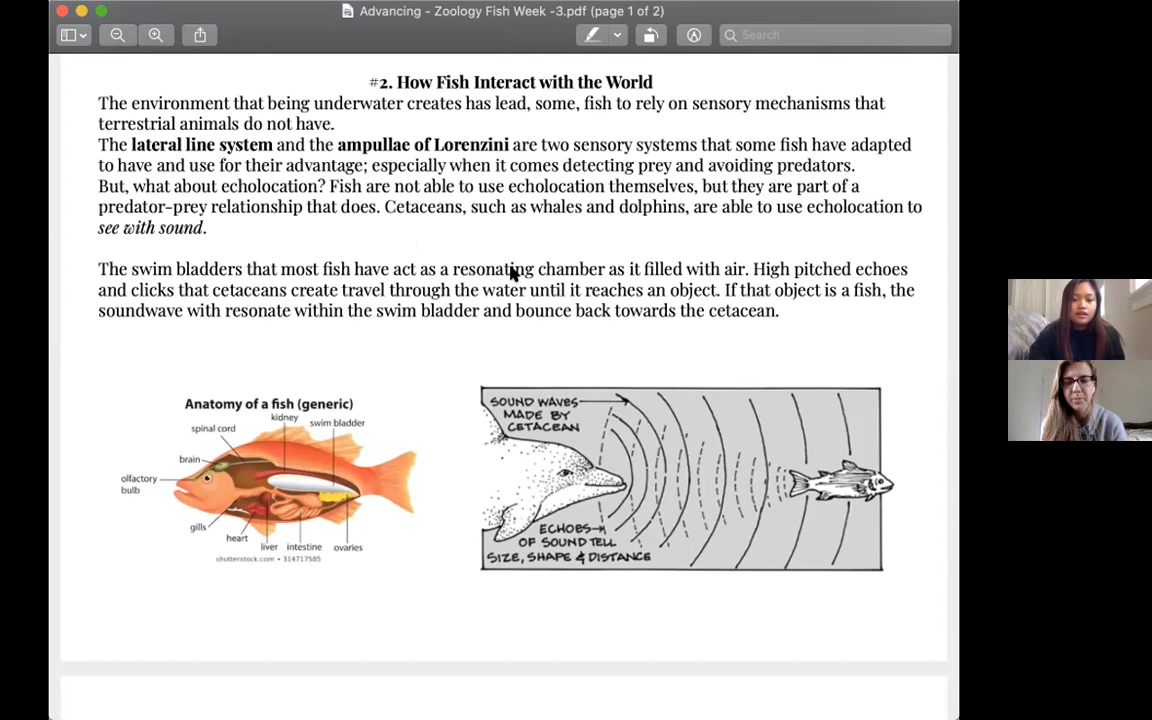 Advancing - Zoology Fish Week -3.pdf (page 1 of 2)
Search
#2. How Fish Interact with the World
The environment that being underwater creates has lead, some, fish to rely on sensory mechanisms that
terrestrial animals do not have.
The lateral line system and the ampullae of Lorenzini are two sensory systems that some fish have adapted
to have and use for their advantage; especially when it comes detecting prey and avoiding predators.
But, what about echolocation? Fish are not able to use echolocation themselves, but they are part of a
predator-prey relationship that does. Cetaceans, such as whales and dolphins, are able to use echolocation to
see with sound.
The swim bladders that most fish have act as a resonating chamber as it filled with air. High pitched echoes
and clicks that cetaceans create travel through the water until it reaches an object. If that object is a fish, the
soundwave with resonate within the swim bladder and bounce back towards the cetacean.
Anatomy of a fish (generic)
kidney
spinal cord
swim bladder
brain
olfactory
bulb
gills
heart
liver
intestine
ovaries
shutterstock.com • 314717585
SOUND WAVES
MADE BY
CETACEAN
ECHOES
OF SOUND TELL
SIZE, SHAPE & DISTANCE